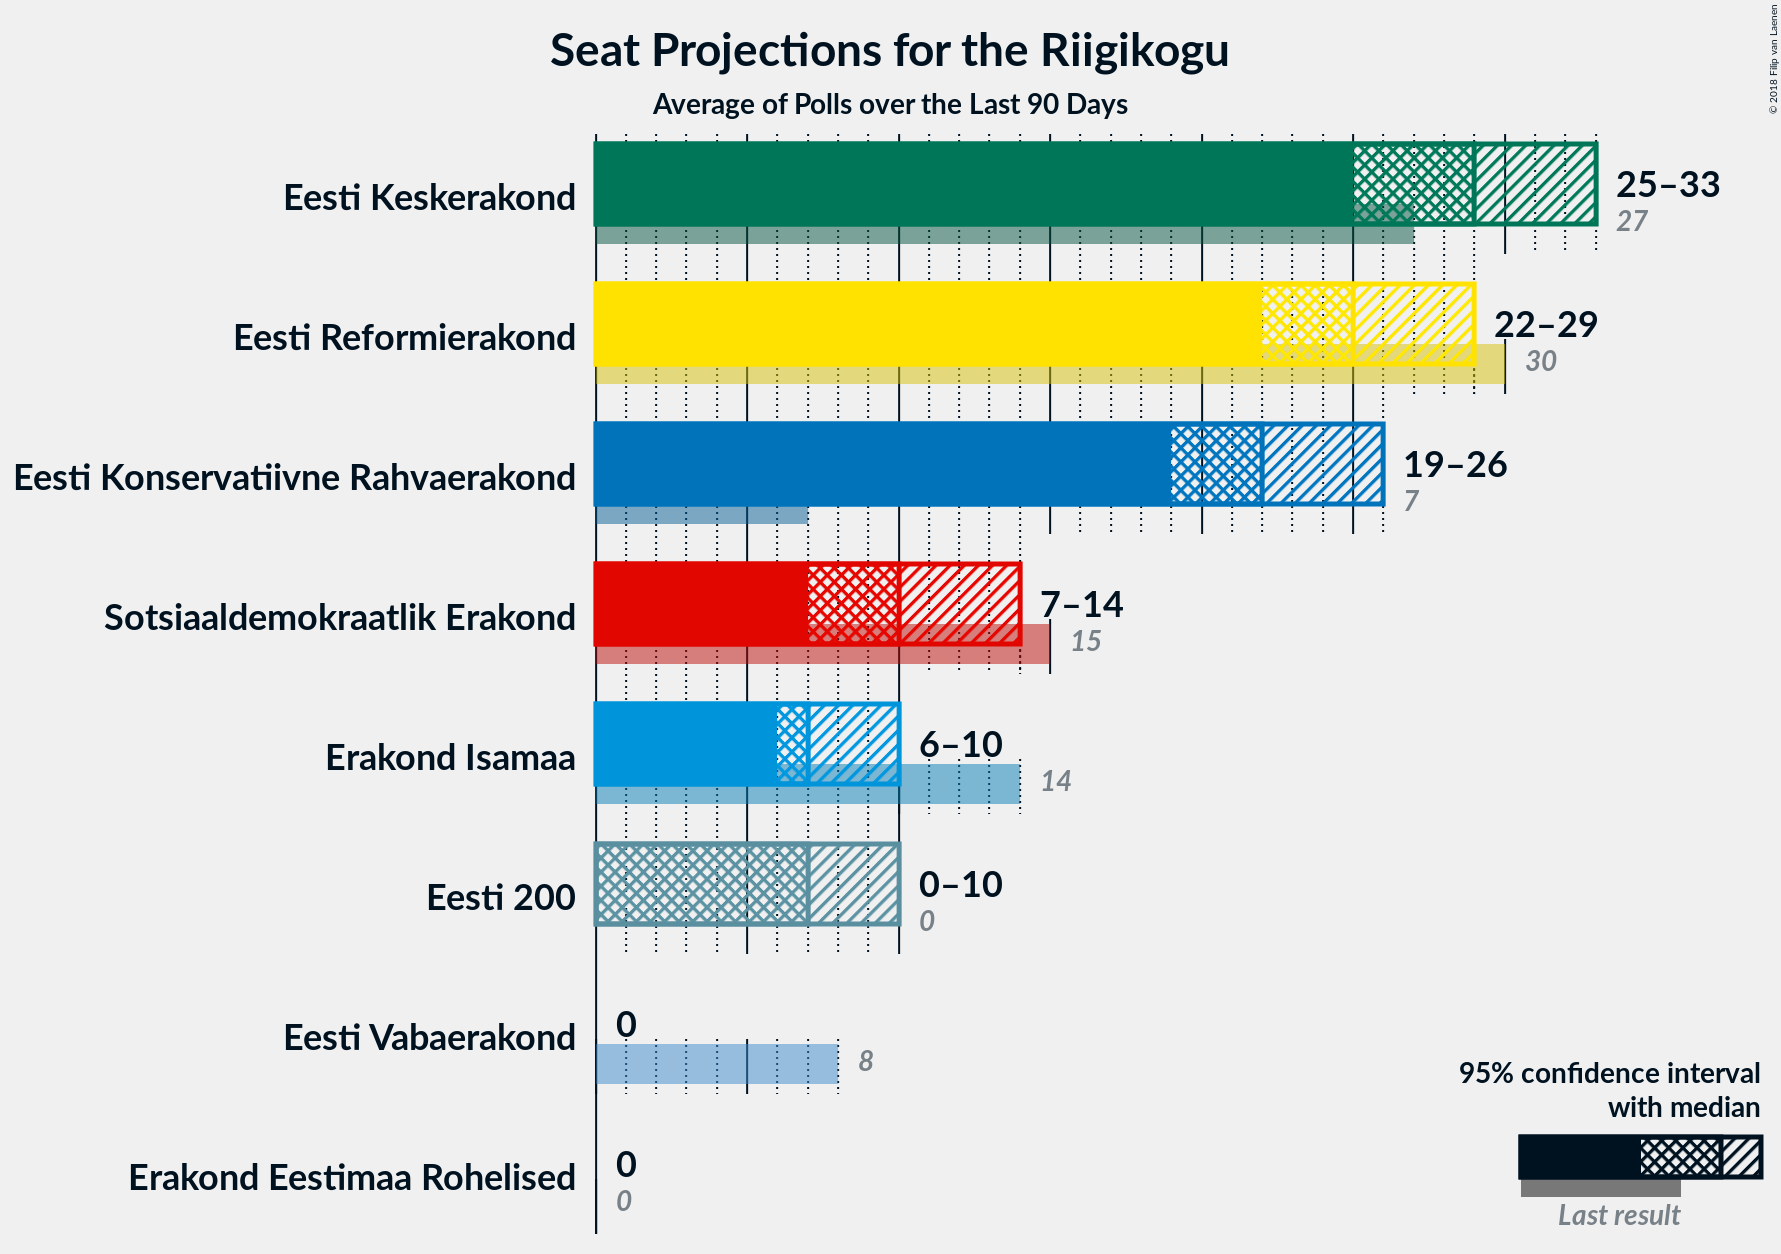 Seat Projections for the Riigikogu
Average of Polls over the Last 90 Days
© 2018 Filip van Laenen
Eesti Keskerakond
25–33
27
Eesti Reformierakond
22–29
30
Eesti Konservatiivne Rahvaerakond
19–26
7
Sotsiaaldemokraatlik Erakond
7–14
15
Erakond Isamaa
6–10
14
Eesti 200
0–10
0
Eesti Vabaerakond
0
8
Erakond Eestimaa Rohelised
0
0
95% confidence interval
with median
Last result